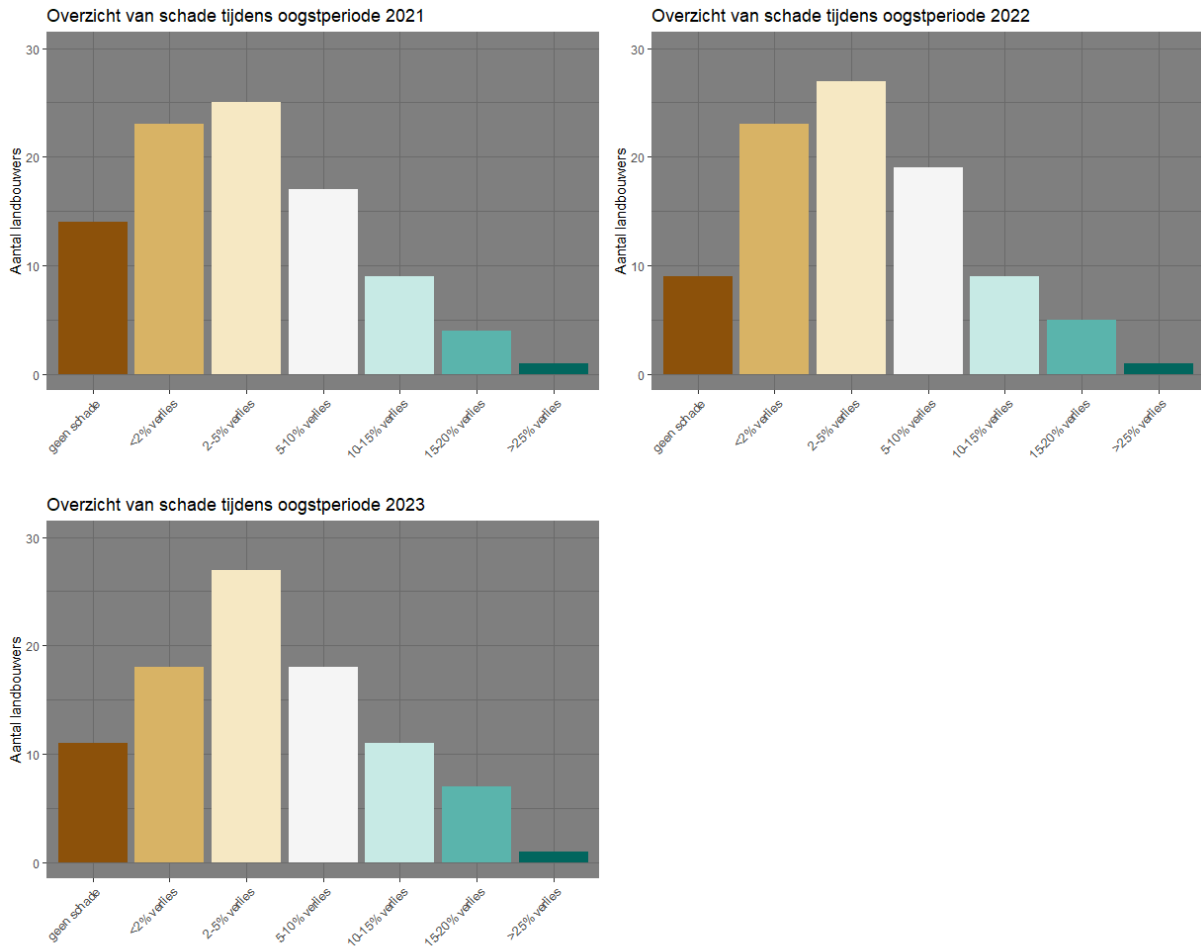 Overzicht van schade tijdens oogstperiode 2021
30
20
10
0
Aantal landbouwers
geen schade
<2% verlies
2-5% verlies
5-10% verlies
10-15% verlies
15-20% verlies
>25% verlies
Overzicht van schade tijdens oogstperiode 2022
30
20
10
0
Aantal landbouwers
geen schade
<2% verlies
2-5% verlies
5-10% verlies
10-15% verlies
15-20% verlies
>25% verlies
Overzicht van schade tijdens oogstperiode 2023
30
20
10
0
Aantal landbouwers
geen schade
<2% verlies
2-5% verlies
5-10% verlies
10-15% verlies
15-20% verlies
>25% verlies